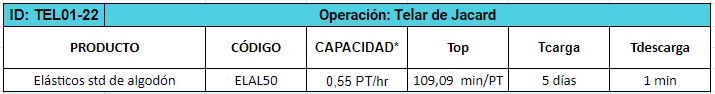 ID: TEL01-22 Operación: Telar de Jacard
PRODUCTO CÓDIGO CAPACIDAD* Top Tcarga Tdescarga
Elásticos std de algodón ELAL50 0,55 PT/hr 109,09 min/PT 5 días 1 min